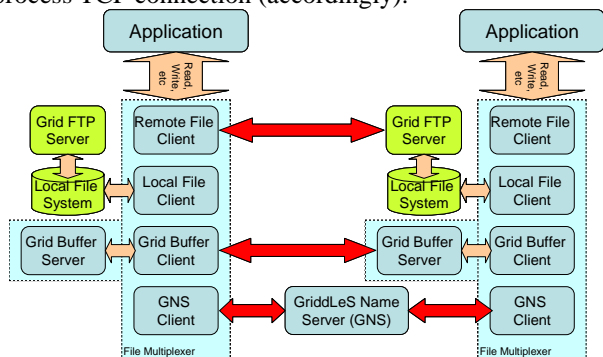 process TCP connection (accordingly).
Application
Application
Read,
Write,
etc
Read,
Write,
etc
Grid FTP
Server
Remote File
Client
Grid FTP
Server
Remote File
Client
Local File
System
Local File
Client
Local File
System
Local File
Client
Grid Buffer
Server
Grid Buffer
Client
Grid Buffer
Server
Grid Buffer
Client
GNS
Client
GriddLeS Name
Server (GNS)
GNS
Client
File Multiplexer
File Multiplexer